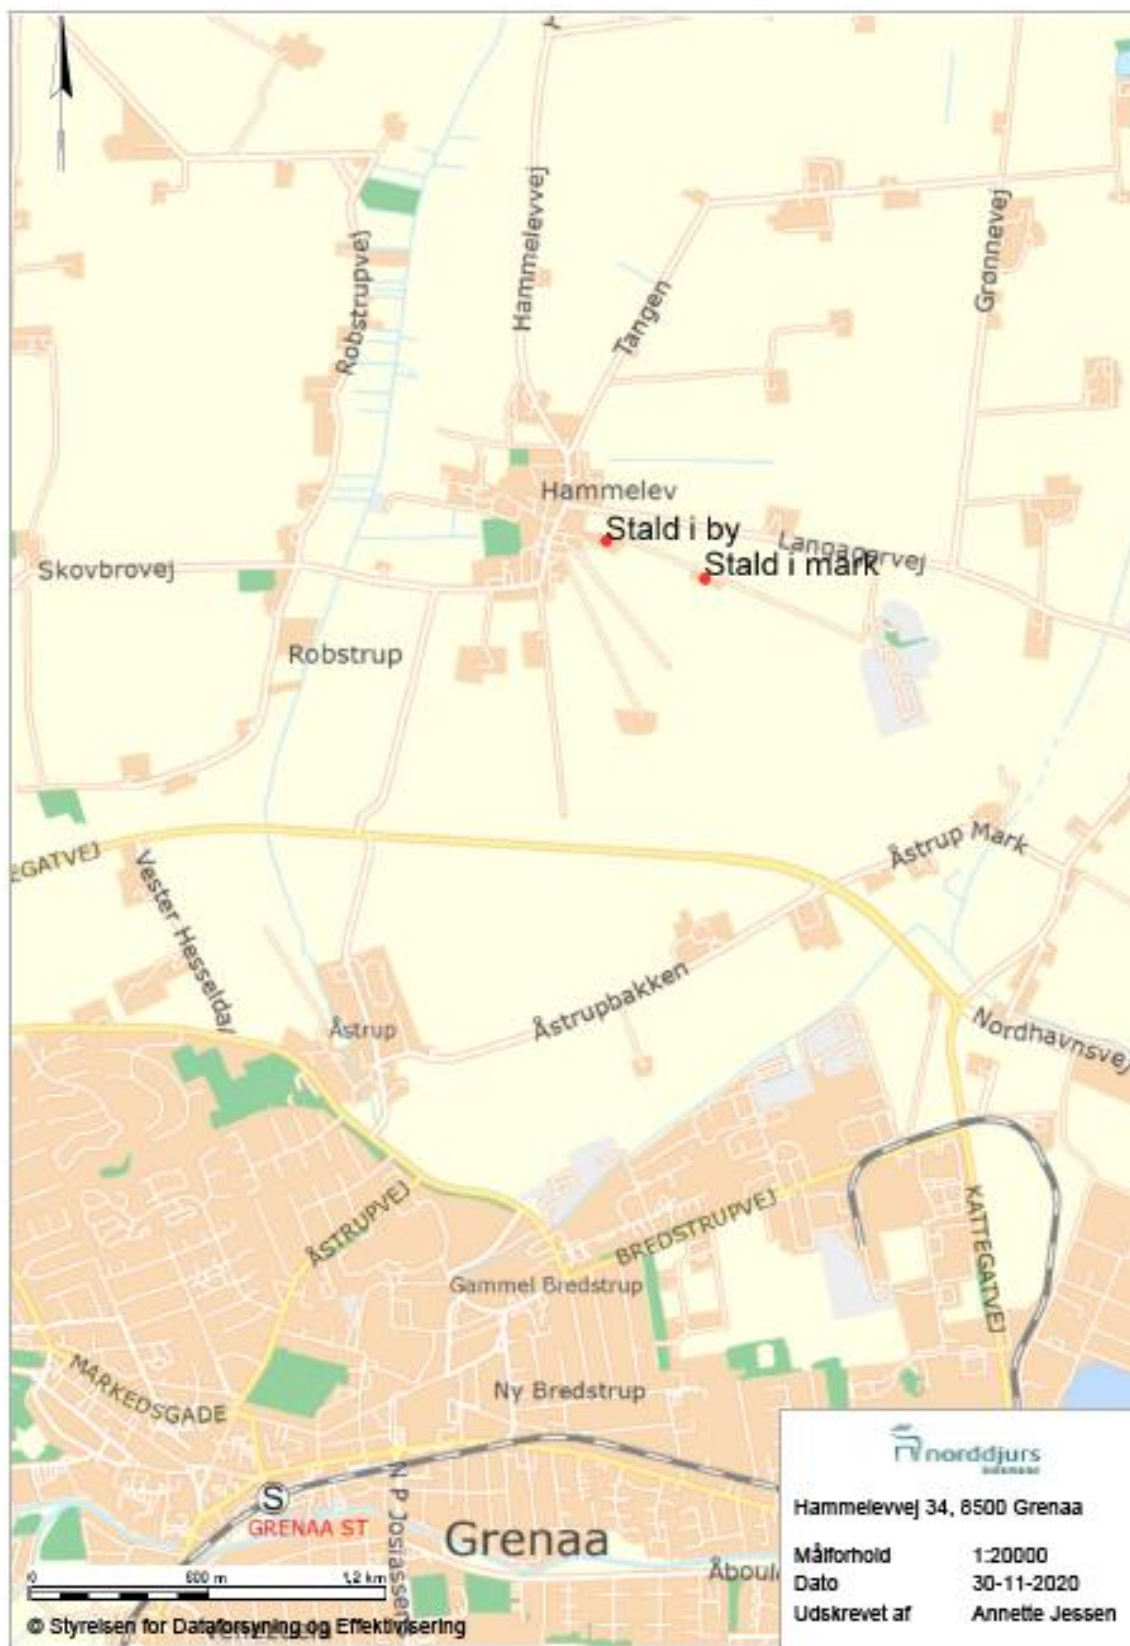 Hammelevvej
Robstrupvej
Tangen
Grønnevej
Hammelev
Stald i by
Langagervej
Stald i mark
Skovbrovej
Robstrup
EGATVEJ
Vester Hesselda
Åstrup Mark
Åstrupbakken
Åstrup
Nordhavnsvej
ÅSTRUPVEJ
BREDSTRUPVEJ
KATTEGATVEJ
Gammel Bredstrup
MARKEDSGADE
Ny Bredstrup
norddjurs
S
GRENAA ST
N P Josiassen
Grenaa
Åboule
Hammelevvej 34, 8500 Grenaa
Målforhold 1:20000
Dato 30-11-2020
Udskrevet af Annette Jessen
0 600 m 1,2 km
© Styrelsen for Dataforsyning og Effektivisering